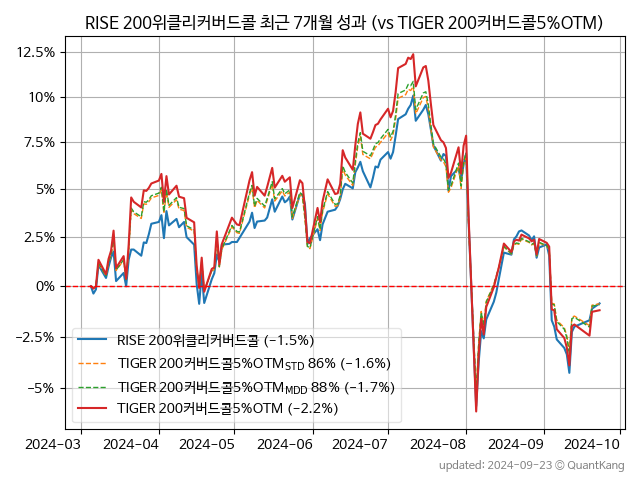 RISE 200위클리커버드콜 최근 7개월 성과 (vs TIGER 200커버드콜5%OTM)
12.5%
10%
7.5%
5%
2.5%
0%
−2.5%
−5%
RISE 200위클리커버드콜 (−1.5%)
TIGER 200커버드콜5%OTM_STD 86% (−1.6%)
TIGER 200커버드콜5%OTM_MDD 88% (−1.7%)
TIGER 200커버드콜5%OTM (−2.2%)
2024-03 2024-04 2024-05 2024-06 2024-07 2024-08 2024-09 2024-10
updated: 2024-09-23 © QuantKang